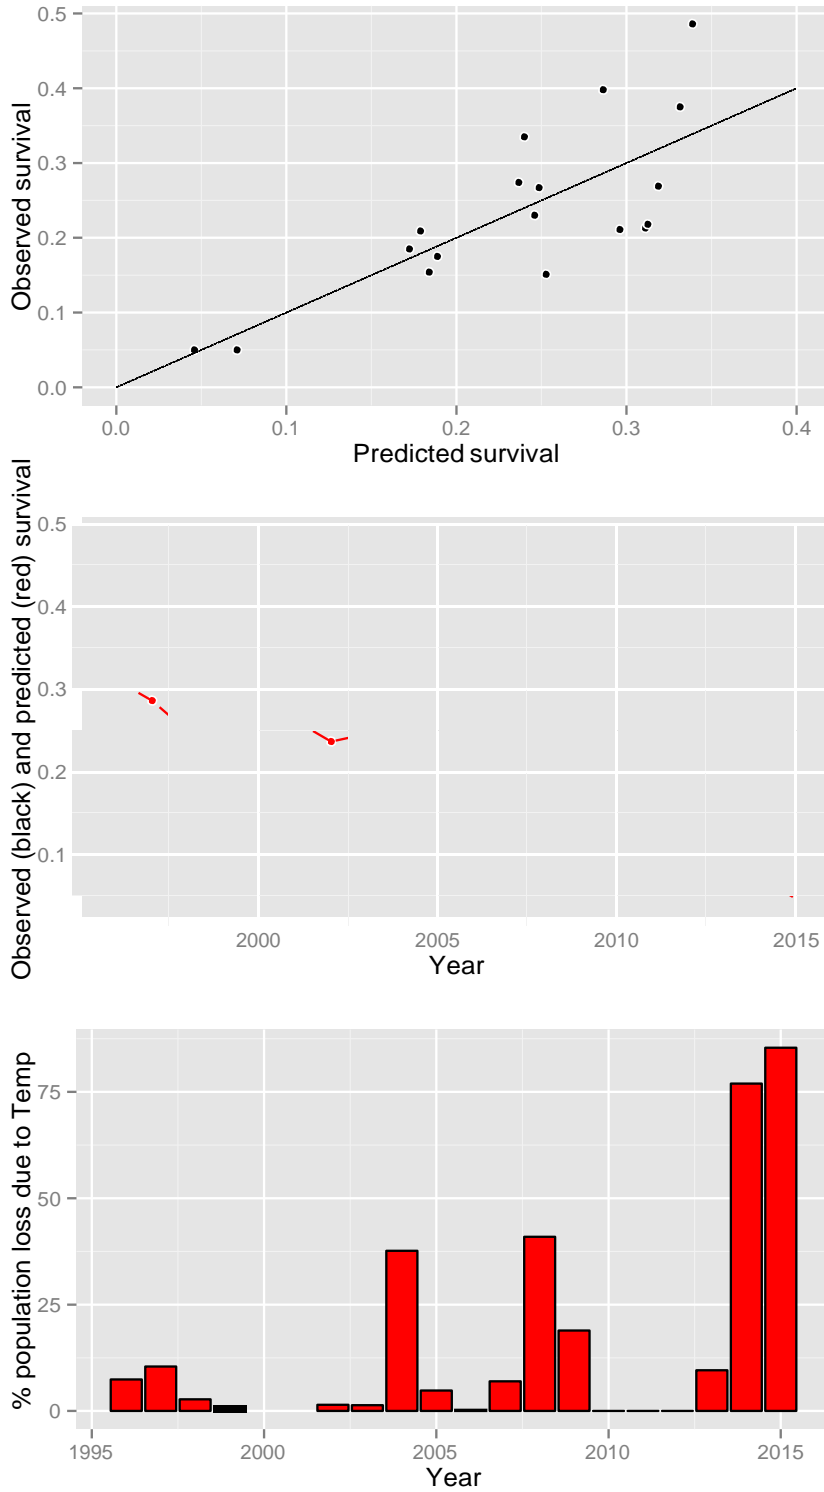 0.5
0.4
0.3
0.2
0.1
0.0
Observed survival
0.0 0.1 0.2 0.3 0.4
Predicted survival
0.5
0.4
0.3
0.2
0.1
Observed (black) and predicted (red) survival
2000 2005 2010 2015
Year
75
50
25
0
% population loss due to Temp
1995 2000 2005 2010 2015
Year